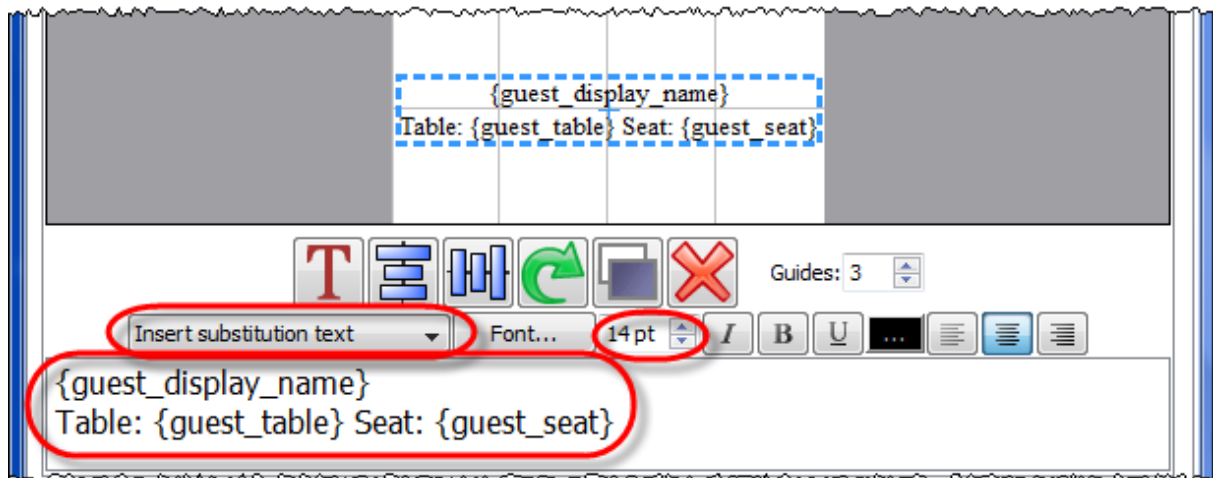 {guest_display_name}
Table: {guest_table} Seat: {guest_seat}
T
Guides: 3
Insert substitution text Font... 14 pt I B U ...
{guest_display_name}
Table: {guest_table} Seat: {guest_seat}